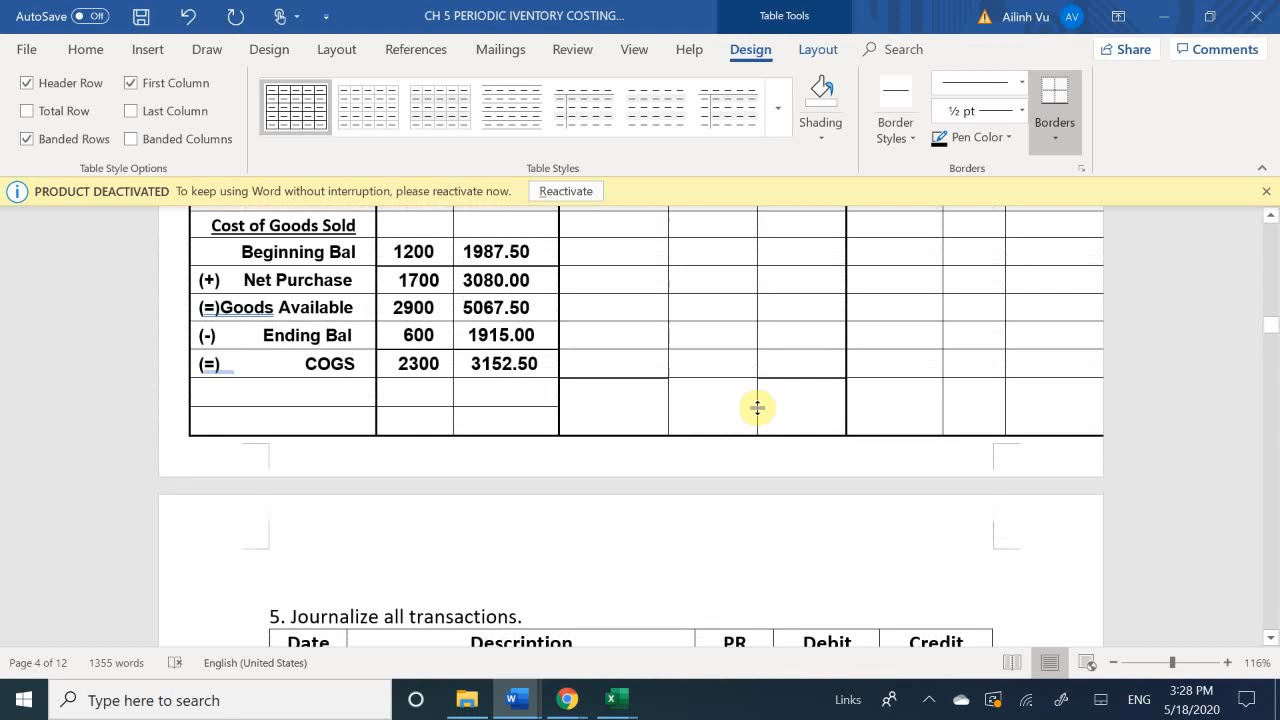 AutoSave Off CH 5 PERIODIC IVENTORY COSTING... Table Tools Ailinh Vu AV
File Home Insert Draw Design Layout References Mailings Review View Help Design Layout Search Share Comments
Header Row First Column
Total Row Last Column
Banded Rows Banded Columns
Table Style Options
Table Styles
Shading
Border Styles
½ pt
Pen Color
Borders
Borders
PRODUCT DEACTIVATED To keep using Word without interruption, please reactivate now. Reactivate
Cost of Goods Sold
Beginning Bal 1200 1987.50
(+) Net Purchase 1700 3080.00
(=)Goods Available 2900 5067.50
(-) Ending Bal 600 1915.00
(=) COGS 2300 3152.50
5. Journalize all transactions.
Date Description PR Debit Credit
Page 4 of 12 1355 words English (United States) 116%
Type here to search Links ENG 3:28 PM
5/18/2020